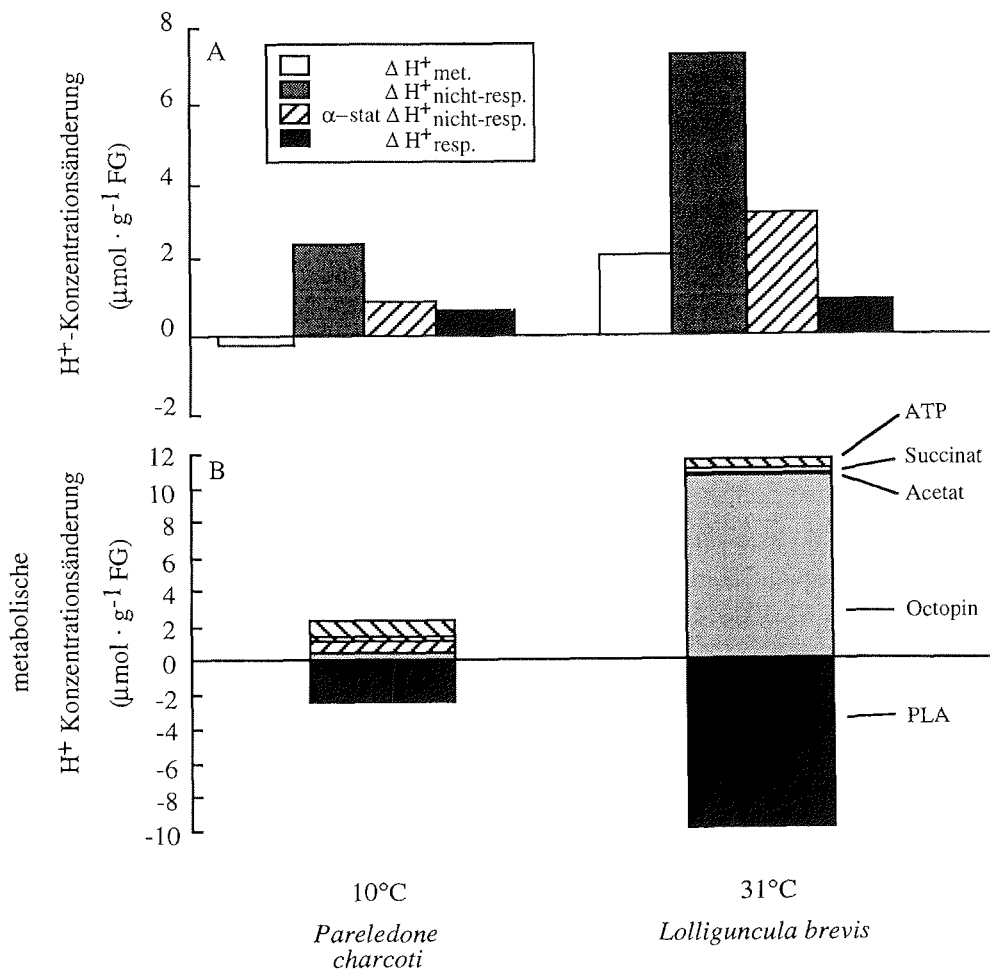 A
Δ H⁺met.
Δ H⁺nicht-resp.
α–stat Δ H⁺nicht-resp.
Δ H⁺resp.
H⁺-Konzentrationsänderung
(µmol · g⁻¹ FG)
8
6
4
2
0
-2
B
metabolische
H⁺ Konzentrationsänderung
(µmol · g⁻¹ FG)
12
10
8
6
4
2
0
-2
-4
-6
-8
-10
ATP
Succinat
Acetat
Octopin
PLA
10°C
31°C
Pareledone
charcoti
Lolliguncula brevis